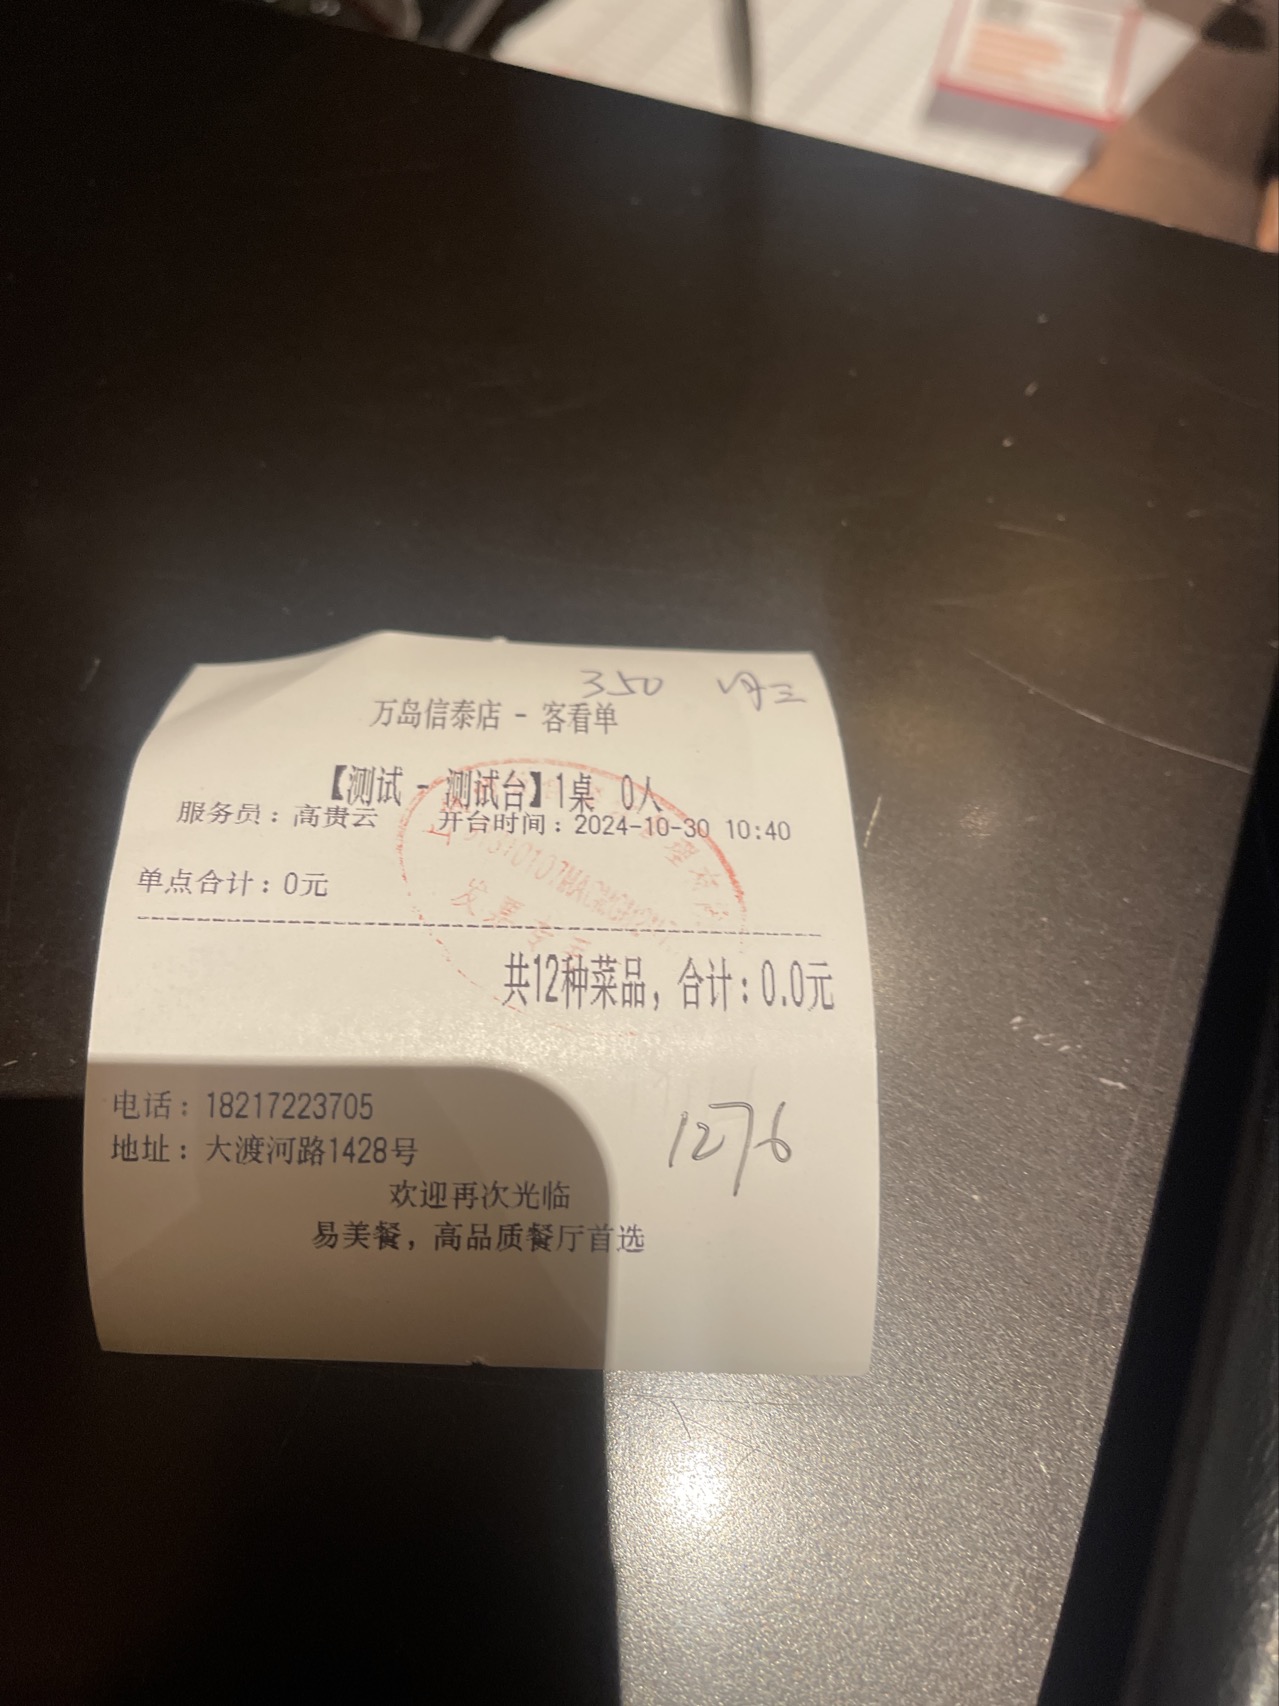 350
万岛信泰店 - 客看单
【测试 - 测试台】1桌 0人
服务员：高贵云 开台时间：2024-10-30 10:40
单点合计：0元
发票专
共12种菜品，合计：0.0元
电话：18217223705
1276
地址：大渡河路1428号
欢迎再次光临
易美餐，高品质餐厅首选